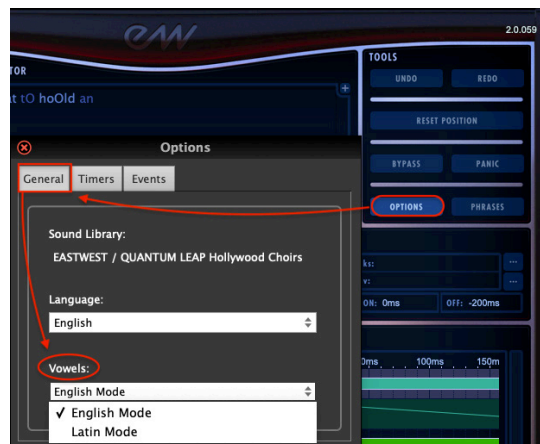 eaw
2.0.059
TOOLS
UNDO REDO
RESET POSITION
BYPASS PANIC
OPTIONS PHRASES
TOR
at tO hoOld an
+
Options
General Timers Events
Sound Library:
EASTWEST / QUANTUM LEAP Hollywood Choirs
Language:
English
Vowels:
English Mode
✓ English Mode
Latin Mode
ks:
...
v:
...
ON: 0ms OFF: -200ms
0ms 100ms 150m